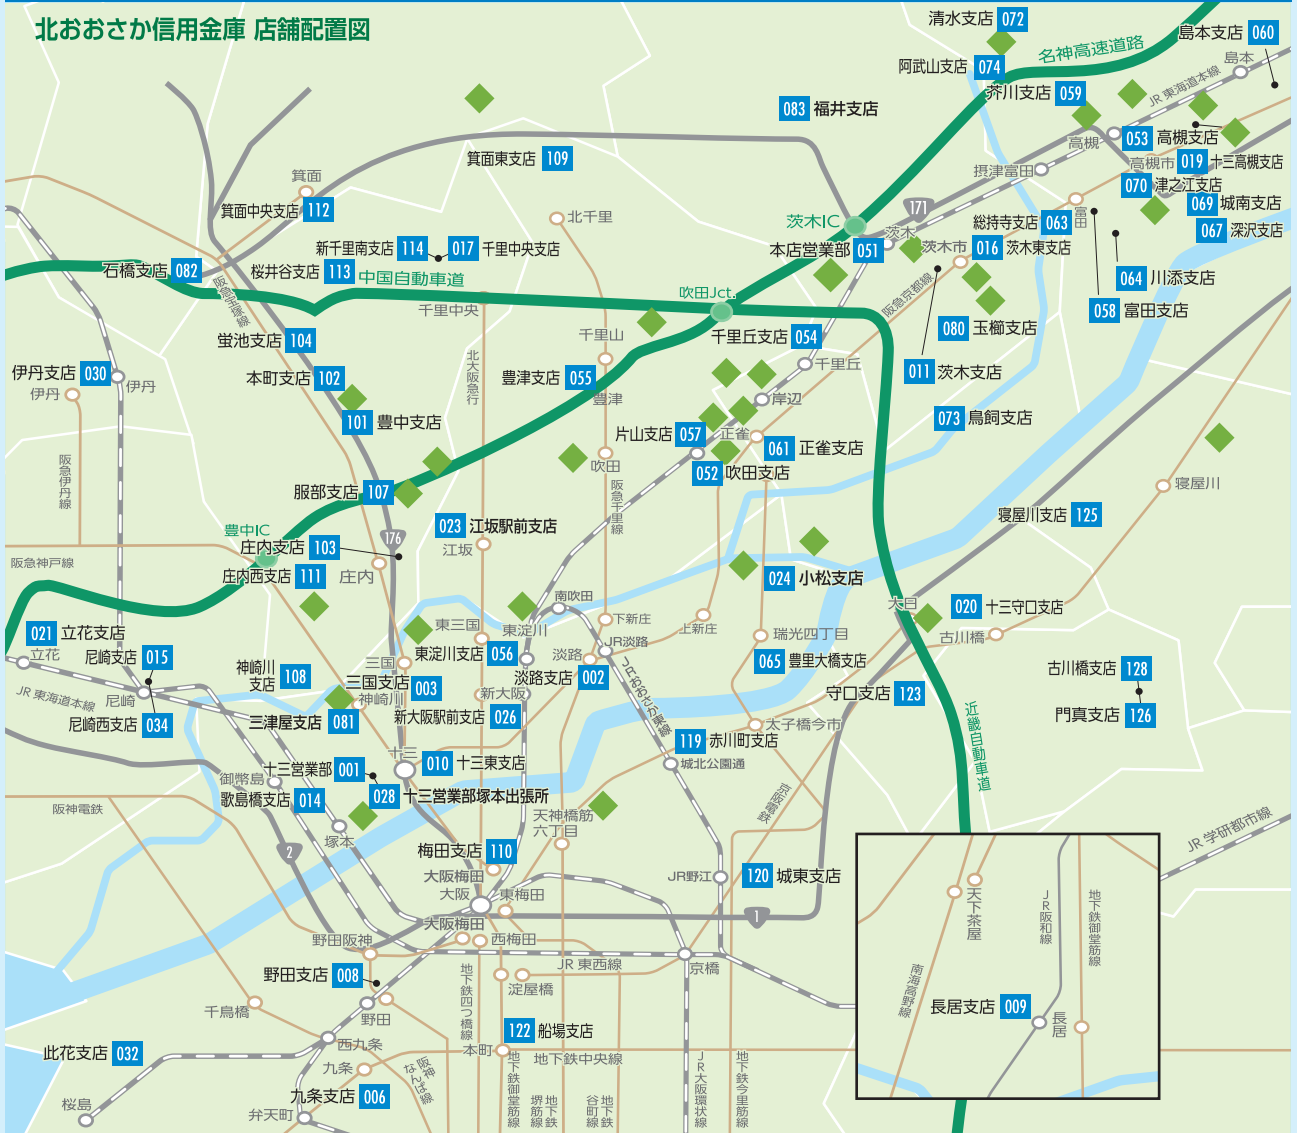 北おおさか信用金庫 店舗配置図
清水支店 072
島本支店 060
名神高速道路
島本
阿武山支店 074
JR 東海道本線
芥川支店 059
083 福井支店
高槻
053 高槻支店
箕面東支店 109
高槻市
019 十三高槻支店
摂津富田
070 津之江支店
箕面
069 城南支店
箕面中央支店 112
北千里
茨木IC
171
茨木
総持寺支店 063
富田
067 深沢支店
新千里南支店 114
017 千里中央支店
本店営業部 051
茨木市
016 茨木東支店
石橋支店 082
桜井谷支店 113
中国自動車道
064 川添支店
阪急宝塚線
吹田Jct.
阪急京都線
058 富田支店
千里中央
080 玉櫛支店
蛍池支店 104
千里山
千里丘支店 054
千里丘
伊丹支店 030
伊丹
伊丹
本町支店 102
北大阪急行
豊津支店 055
豊津
011 茨木支店
岸辺
101 豊中支店
073 鳥飼支店
片山支店 057
正雀
061 正雀支店
吹田
052 吹田支店
阪急伊丹線
服部支店 107
阪急千里線
寝屋川
寝屋川支店 125
023 江坂駅前支店
江坂
豊中IC
176
庄内支店 103
阪急神戸線
庄内
庄内西支店 111
024 小松支店
南吹田
大日
020 十三守口支店
古川橋
021 立花支店
立花
東三国
東淀川
下新庄
上新庄
瑞光四丁目
尼崎支店 015
東淀川支店 056
淡路
JR淡路
065 豊里大橋支店
神崎川支店 108
三国
三国支店 003
神崎川
淡路支店 002
古川橋支店 128
JR 東海道本線
尼崎
新大阪
JRおおさか東線
守口支店 123
尼崎西支店 034
三津屋支店 081
新大阪駅前支店 026
太子橋今市
門真支店 126
近畿自動車道
119 赤川町支店
十三
010 十三東支店
城北公園通
十三営業部 001
御幣島
028 十三営業部塚本出張所
歌島橋支店 014
京阪電鉄
阪神電鉄
天神橋筋六丁目
塚本
2
梅田支店 110
JR 学研都市線
大阪梅田
大阪
東梅田
JR野江
120 城東支店
天下茶屋
JR阪和線
地下鉄御堂筋線
大阪梅田
1
野田阪神
西梅田
京橋
JR 東西線
野田支店 008
地下鉄四つ橋線
淀屋橋
南海高野線
長居支店 009
長居
千鳥橋
野田
122 船場支店
西九条
本町
此花支店 032
地下鉄中央線
九条
阪神なんば線
地下鉄御堂筋線
地下鉄堺筋線
地下鉄谷町線
JR大阪環状線
地下鉄今里筋線
九条支店 006
桜島
弁天町